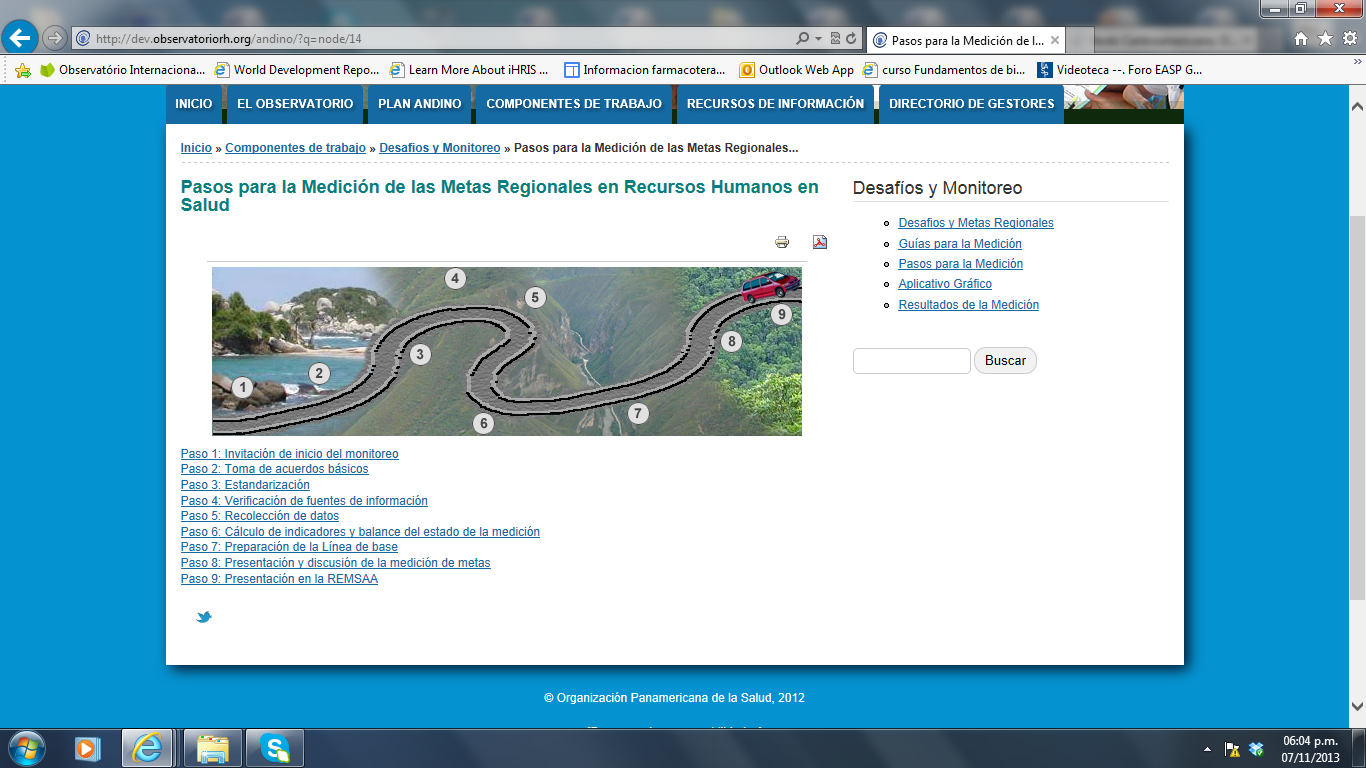 http://dev.observatoriorh.org/andino/?q=node/14
Pasos para la Medición de l...
Observatório Internaciona...
World Development Repo...
Learn More About iHRIS ...
Informacion farmacotera...
Outlook Web App
curso Fundamentos de bi...
Videoteca --. Foro EASP G...
INICIO
EL OBSERVATORIO
PLAN ANDINO
COMPONENTES DE TRABAJO
RECURSOS DE INFORMACIÓN
DIRECTORIO DE GESTORES
Inicio » Componentes de trabajo » Desafíos y Monitoreo » Pasos para la Medición de las Metas Regionales...
Pasos para la Medición de las Metas Regionales en Recursos Humanos en
Salud
1
2
3
4
5
6
7
8
9
Paso 1: Invitación de inicio del monitoreo
Paso 2: Toma de acuerdos básicos
Paso 3: Estandarización
Paso 4: Verificación de fuentes de información
Paso 5: Recolección de datos
Paso 6: Cálculo de indicadores y balance del estado de la medición
Paso 7: Preparación de la Línea de base
Paso 8: Presentación y discusión de la medición de metas
Paso 9: Presentación en la REMSAA
Desafíos y Monitoreo
Desafios y Metas Regionales
Guías para la Medición
Pasos para la Medición
Aplicativo Gráfico
Resultados de la Medición
Buscar
© Organización Panamericana de la Salud, 2012
06:04 p.m.
07/11/2013